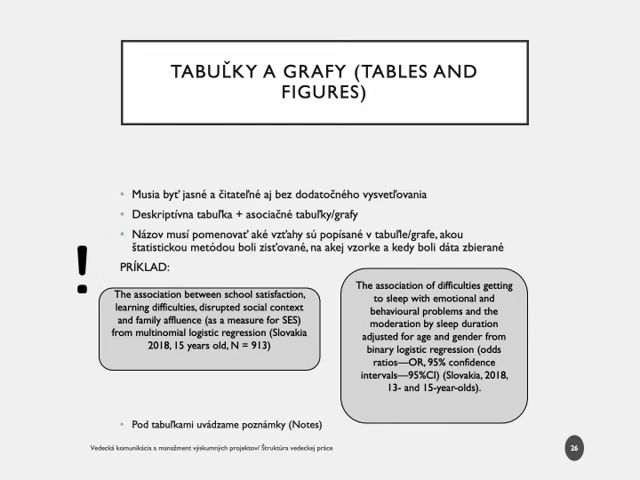 TABUĽKY A GRAFY (TABLES AND
FIGURES)
• Musia byť jasné a čitateľné aj bez dodatočného vysvetľovania
• Deskriptívna tabuľka + asociačné tabuľky/grafy
• Názov musí pomenovať aké vzťahy sú popísané v tabuľle/grafe, akou
štatistickou metódou boli zisťované, na akej vzorke a kedy boli dáta zbierané
!
PRÍKLAD:
The association between school satisfaction,
learning difficulties, disrupted social context
and family affluence (as a measure for SES)
from multinomial logistic regression (Slovakia
2018, 15 years old, N = 913)
The association of difficulties getting
to sleep with emotional and
behavioural problems and the
moderation by sleep duration
adjusted for age and gender from
binary logistic regression (odds
ratios—OR, 95% confidence
intervals—95%CI) (Slovakia, 2018,
13- and 15-year-olds).
• Pod tabuľkami uvádzame poznámky (Notes)
Vedecká komunikácia a manažment výskumných projektov/ Štruktúra vedeckej práce
26